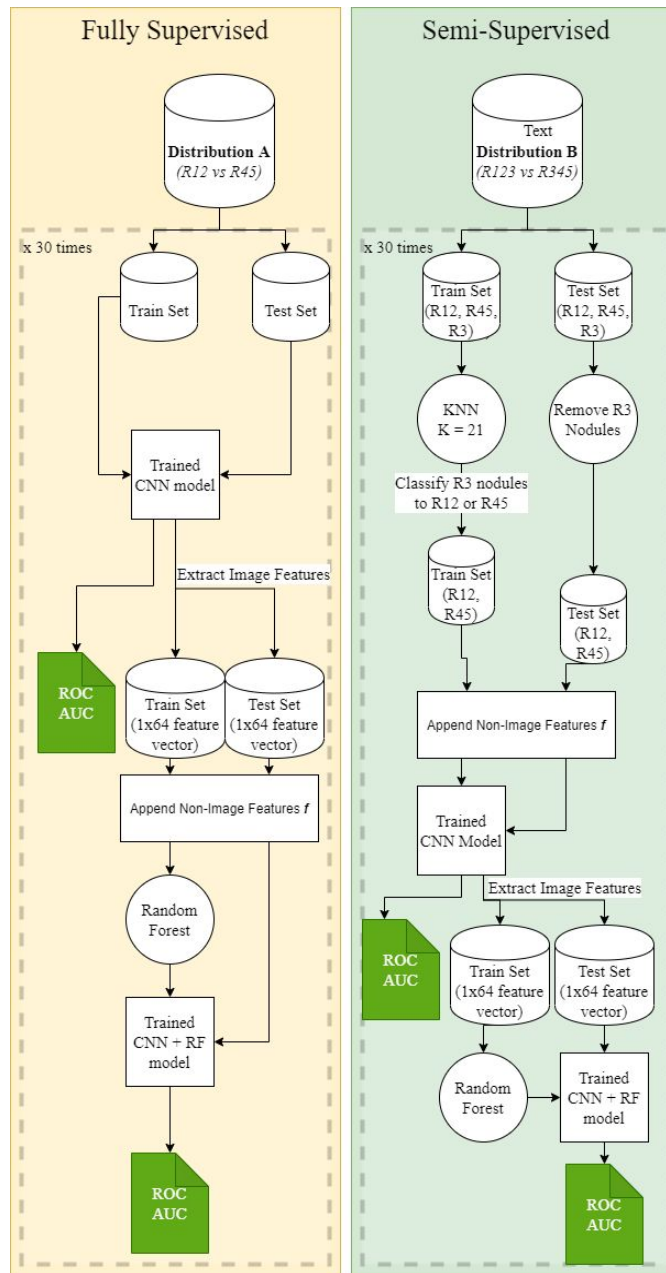 Fully Supervised
Distribution A
(R12 vs R45)
x 30 times
Train Set
Test Set
Trained
CNN model
Extract Image Features
ROC
AUC
Train Set
(1x64 feature
vector)
Test Set
(1x64 feature
vector)
Append Non-Image Features f
Random
Forest
Trained
CNN + RF
model
ROC
AUC
Semi-Supervised
Text
Distribution B
(R123 vs R345)
x 30 times
Train Set
(R12, R45,
R3)
Test Set
(R12, R45,
R3)
KNN
K = 21
Remove R3
Nodules
Classify R3 nodules
to R12 or R45
Train Set
(R12,
R45)
Test Set
(R12,
R45)
Append Non-Image Features f
Trained
CNN Model
Extract Image Features
ROC
AUC
Train Set
(1x64 feature
vector)
Test Set
(1x64 feature
vector)
Random
Forest
Trained
CNN + RF
model
ROC
AUC